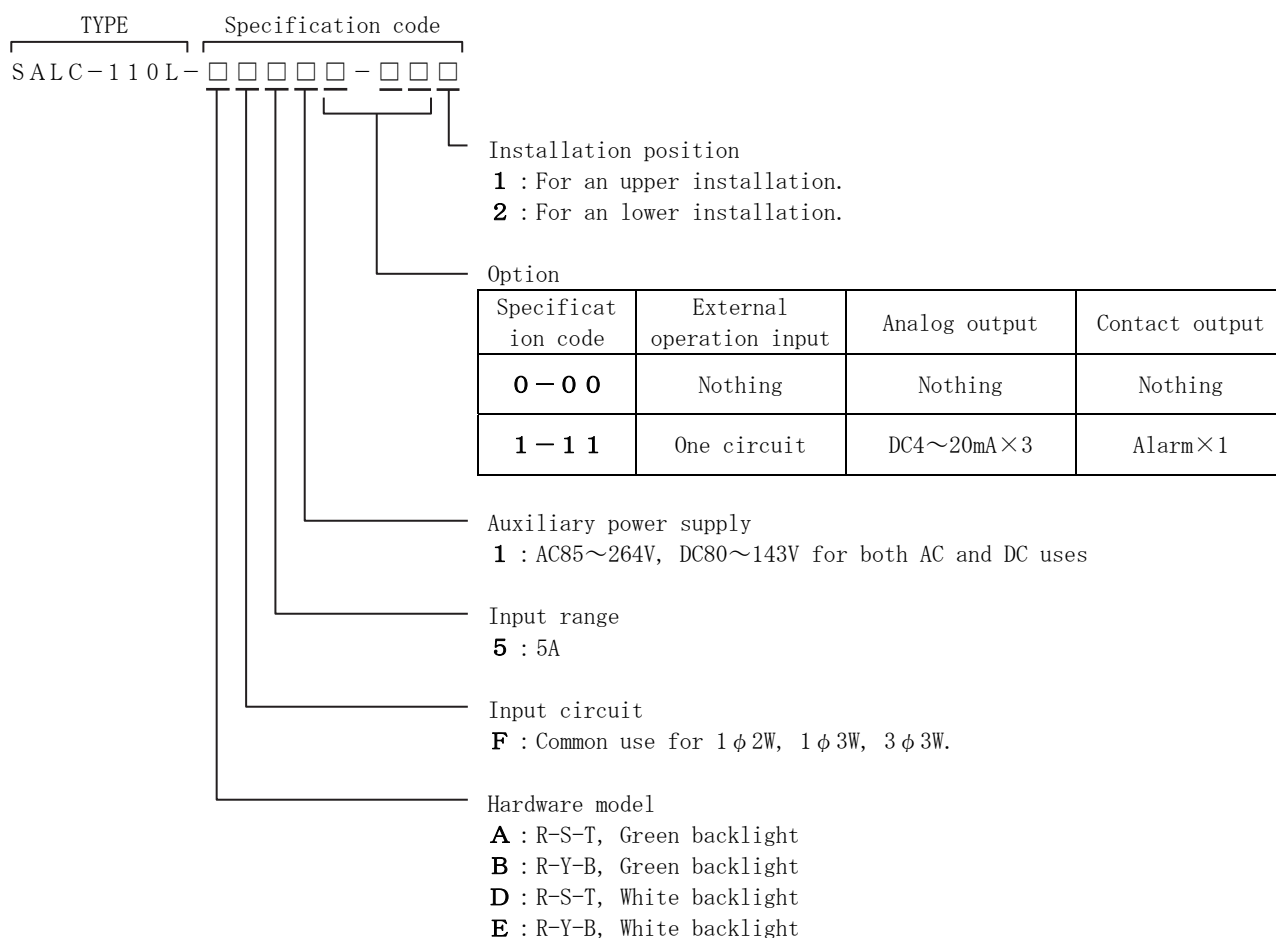 TYPE Specification code
SALC-110L-□□□□□-□□□
Installation position
1 : For an upper installation.
2 : For an lower installation.
Option
Specificat ion code External operation input Analog output Contact output
0-00 Nothing Nothing Nothing
1-11 One circuit DC4～20mA×3 Alarm×1
Auxiliary power supply
1 : AC85～264V, DC80～143V for both AC and DC uses
Input range
5 : 5A
Input circuit
F : Common use for 1φ2W, 1φ3W, 3φ3W.
Hardware model
A : R-S-T, Green backlight
B : R-Y-B, Green backlight
D : R-S-T, White backlight
E : R-Y-B, White backlight